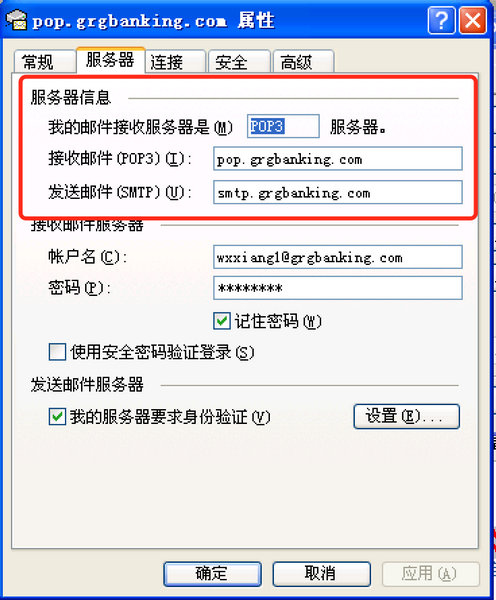 pop.grgbanking.com 属性
常规 服务器 连接 安全 高级
服务器信息
我的邮件接收服务器是(M) POP3 服务器。
接收邮件(POP3)(I): pop.grgbanking.com
发送邮件(SMTP)(U): smtp.grgbanking.com
接收邮件服务器
帐户名(C): wxxiang1@grgbanking.com
密码(P): ********
记住密码(W)
使用安全密码验证登录(S)
发送邮件服务器
我的服务器要求身份验证(V) 设置(E)...
确定 取消 应用(A)